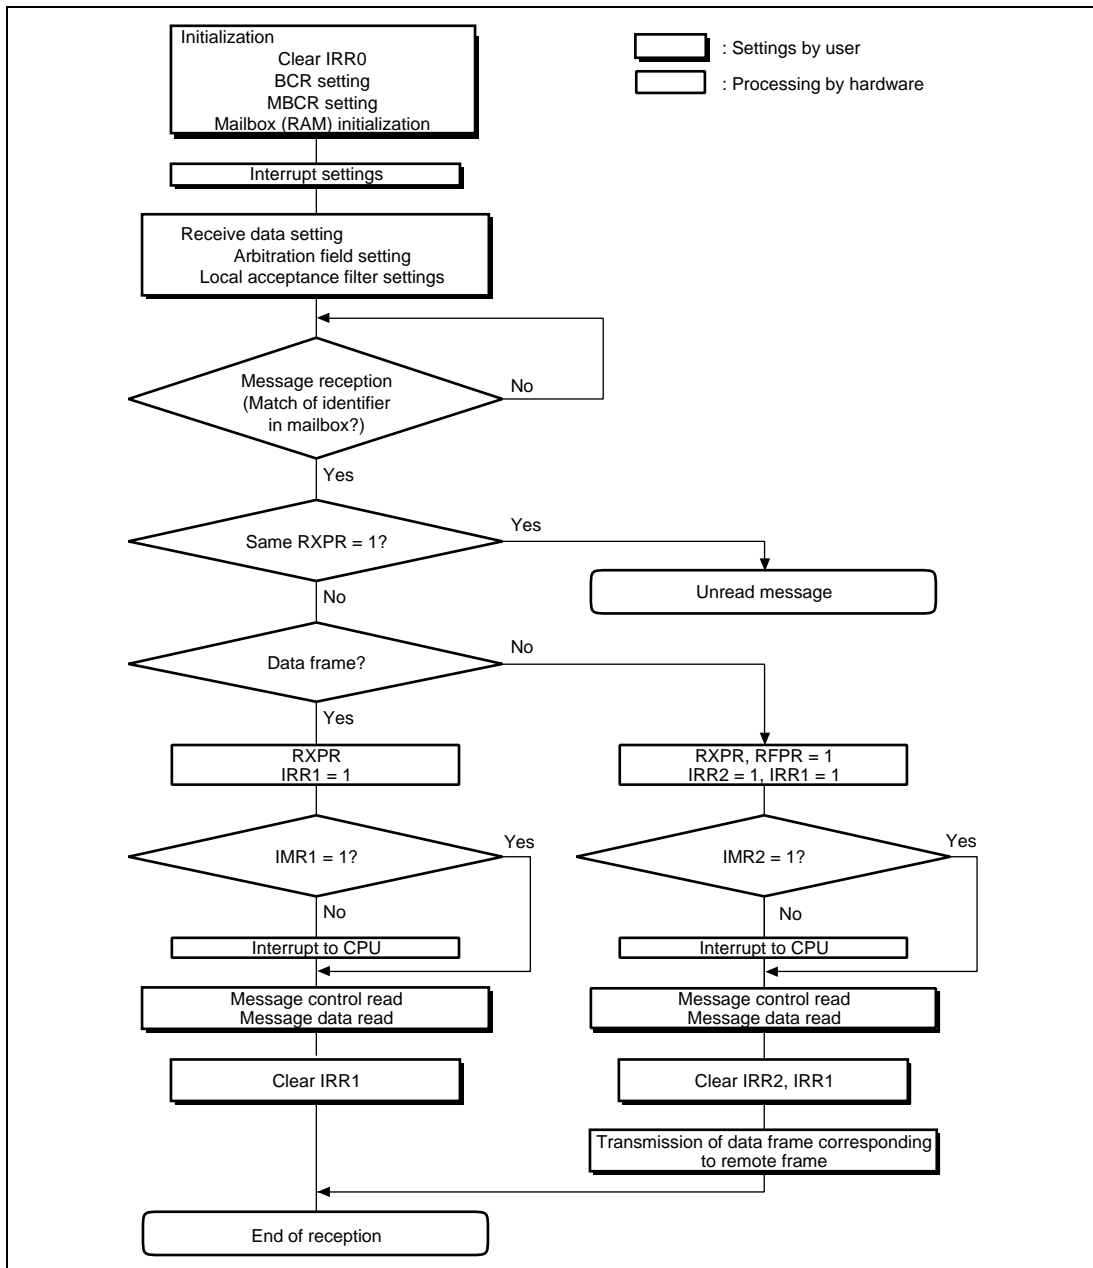 Initialization
Clear IRR0
BCR setting
MBCR setting
Mailbox (RAM) initialization
: Settings by user
: Processing by hardware
Interrupt settings
Receive data setting
Arbitration field setting
Local acceptance filter settings
Message reception
(Match of identifier
in mailbox?)
No
Yes
Same RXPR = 1?
Yes
Unread message
No
Data frame?
No
Yes
RXPR
IRR1 = 1
RXPR, RFPR = 1
IRR2 = 1, IRR1 = 1
IMR1 = 1?
Yes
IMR2 = 1?
Yes
No
No
Interrupt to CPU
Interrupt to CPU
Message control read
Message data read
Message control read
Message data read
Clear IRR1
Clear IRR2, IRR1
Transmission of data frame corresponding
to remote frame
End of reception